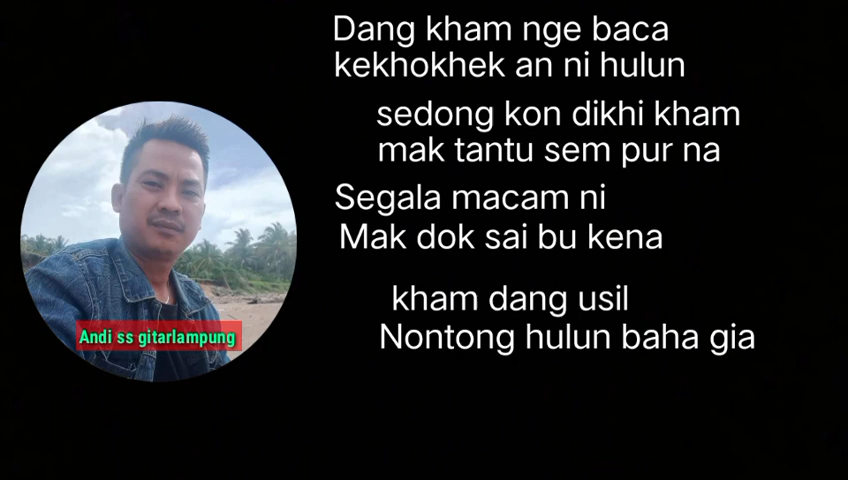 Dang kham nge baca
kekhokhek an ni hulun
sedong kon dikhi kham
mak tantu sem pur na
Segala macam ni
Mak dok sai bu kena
kham dang usil
Nontong hulun baha gia
Andi ss gitarlampung